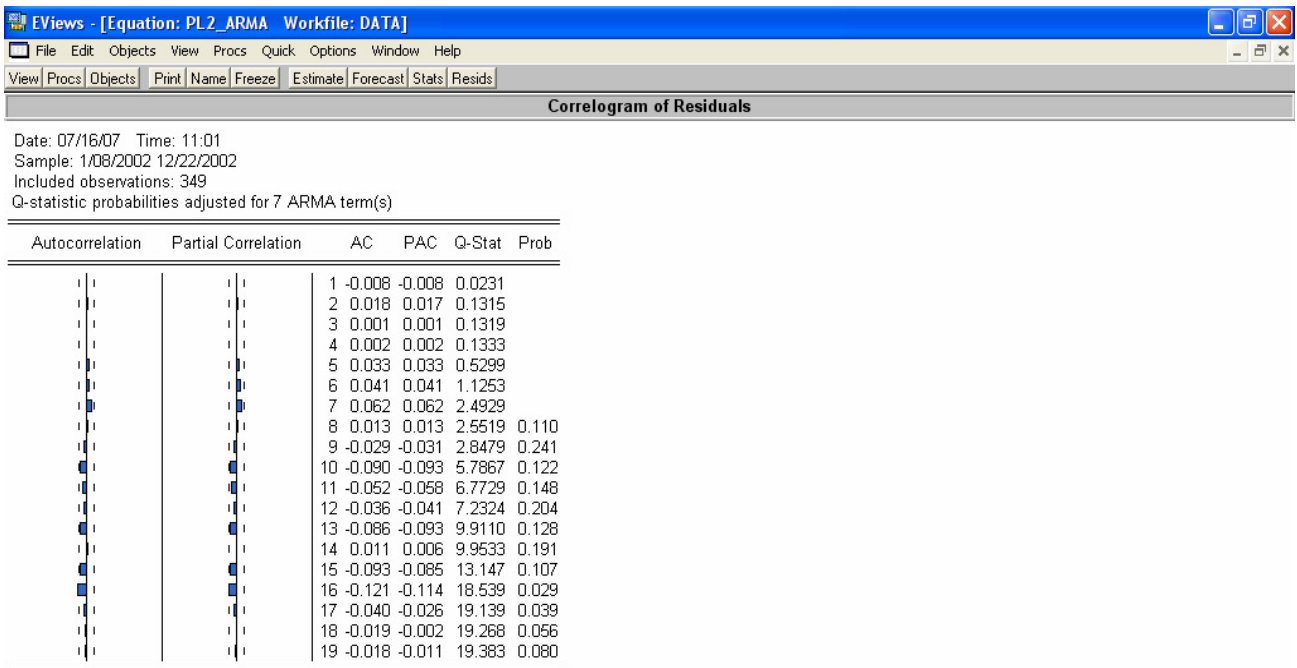 EViews - [Equation: PL2_ARMA Workfile: DATA]
File Edit Objects View Procs Quick Options Window Help
View Procs Objects Print Name Freeze Estimate Forecast Stats Resids
Correlogram of Residuals
Date: 07/16/07 Time: 11:01
Sample: 1/08/2002 12/22/2002
Included observations: 349
Q-statistic probabilities adjusted for 7 ARMA term(s)
Autocorrelation Partial Correlation AC PAC Q-Stat Prob
1 -0.008 -0.008 0.0231
2 0.018 0.017 0.1315
3 0.001 0.001 0.1319
4 0.002 0.002 0.1333
5 0.033 0.033 0.5299
6 0.041 0.041 1.1253
7 0.062 0.062 2.4929
8 0.013 0.013 2.5519 0.110
9 -0.029 -0.031 2.8479 0.241
10 -0.090 -0.093 5.7867 0.122
11 -0.052 -0.058 6.7729 0.148
12 -0.036 -0.041 7.2324 0.204
13 -0.086 -0.093 9.9110 0.128
14 0.011 0.006 9.9533 0.191
15 -0.093 -0.085 13.147 0.107
16 -0.121 -0.114 18.539 0.029
17 -0.040 -0.026 19.139 0.039
18 -0.019 -0.002 19.268 0.056
19 -0.018 -0.011 19.383 0.080